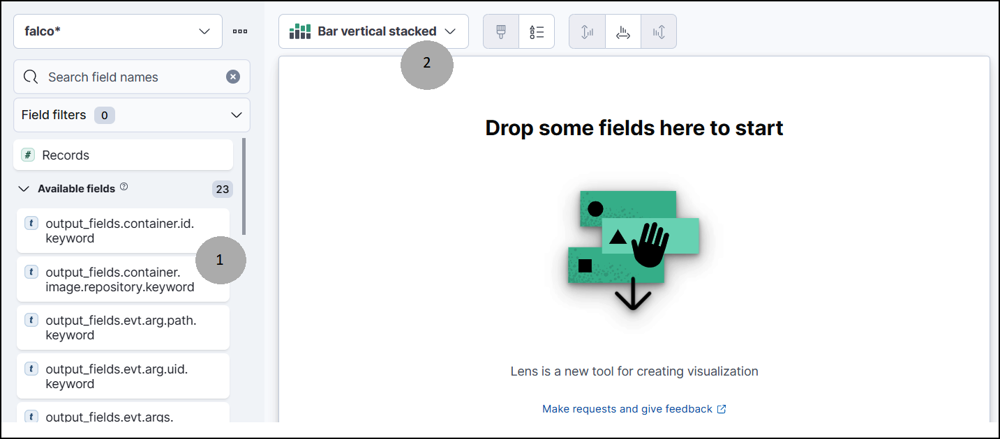 falco*
Bar vertical stacked
2
Search field names
Field filters 0
Drop some fields here to start
# Records
Available fields ? 23
t output_fields.container.id.
keyword
1
t output_fields.container.
image.repository.keyword
t output_fields.evt.arg.path.
keyword
t output_fields.evt.arg.uid.
keyword
Lens is a new tool for creating visualization
Make requests and give feedback
t output_fields.evt.args.